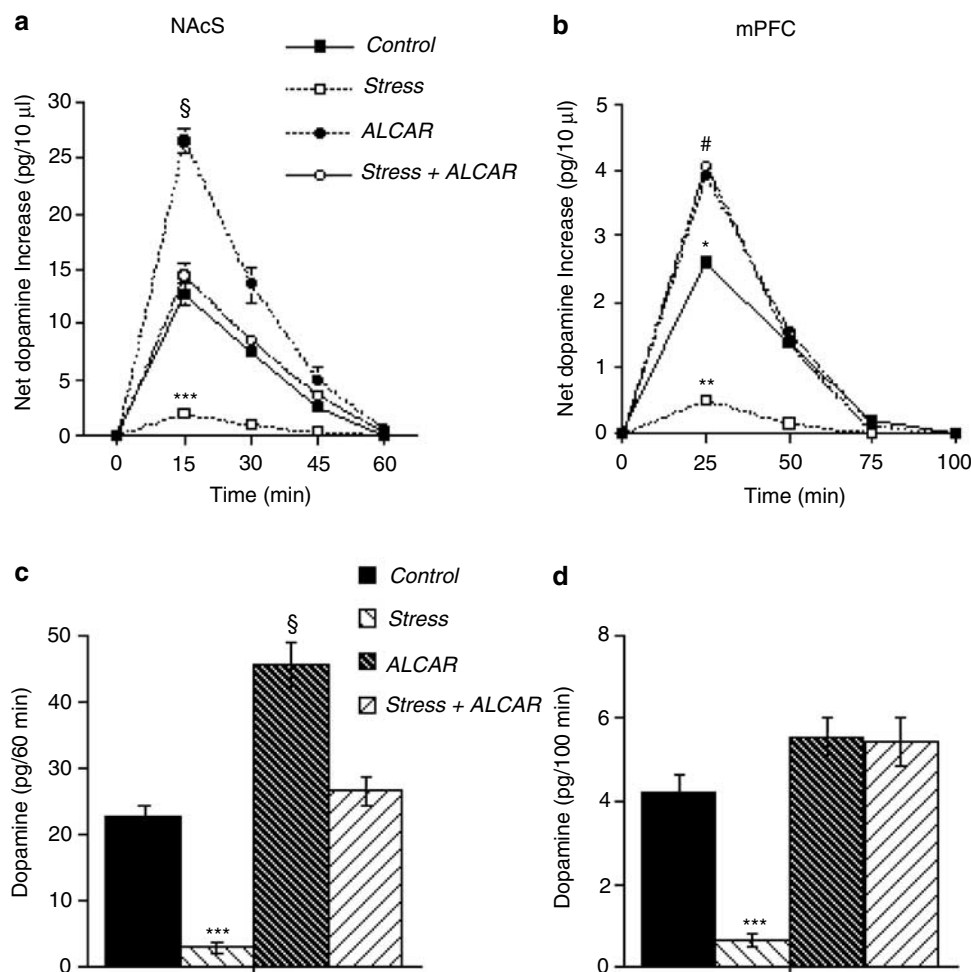 a
NAcS
Control
Stress
ALCAR
Stress + ALCAR
Net dopamine Increase (pg/10 µl)
30
25
20
15
10
5
0
§
***
0 15 30 45 60
Time (min)
b
mPFC
Net dopamine Increase (pg/10 µl)
5
4
3
2
1
0
#
*
**
0 25 50 75 100
Time (min)
c
Control
Stress
ALCAR
Stress + ALCAR
Dopamine (pg/60 min)
50
40
30
20
10
0
***
§
d
Dopamine (pg/100 min)
8
6
4
2
0
***